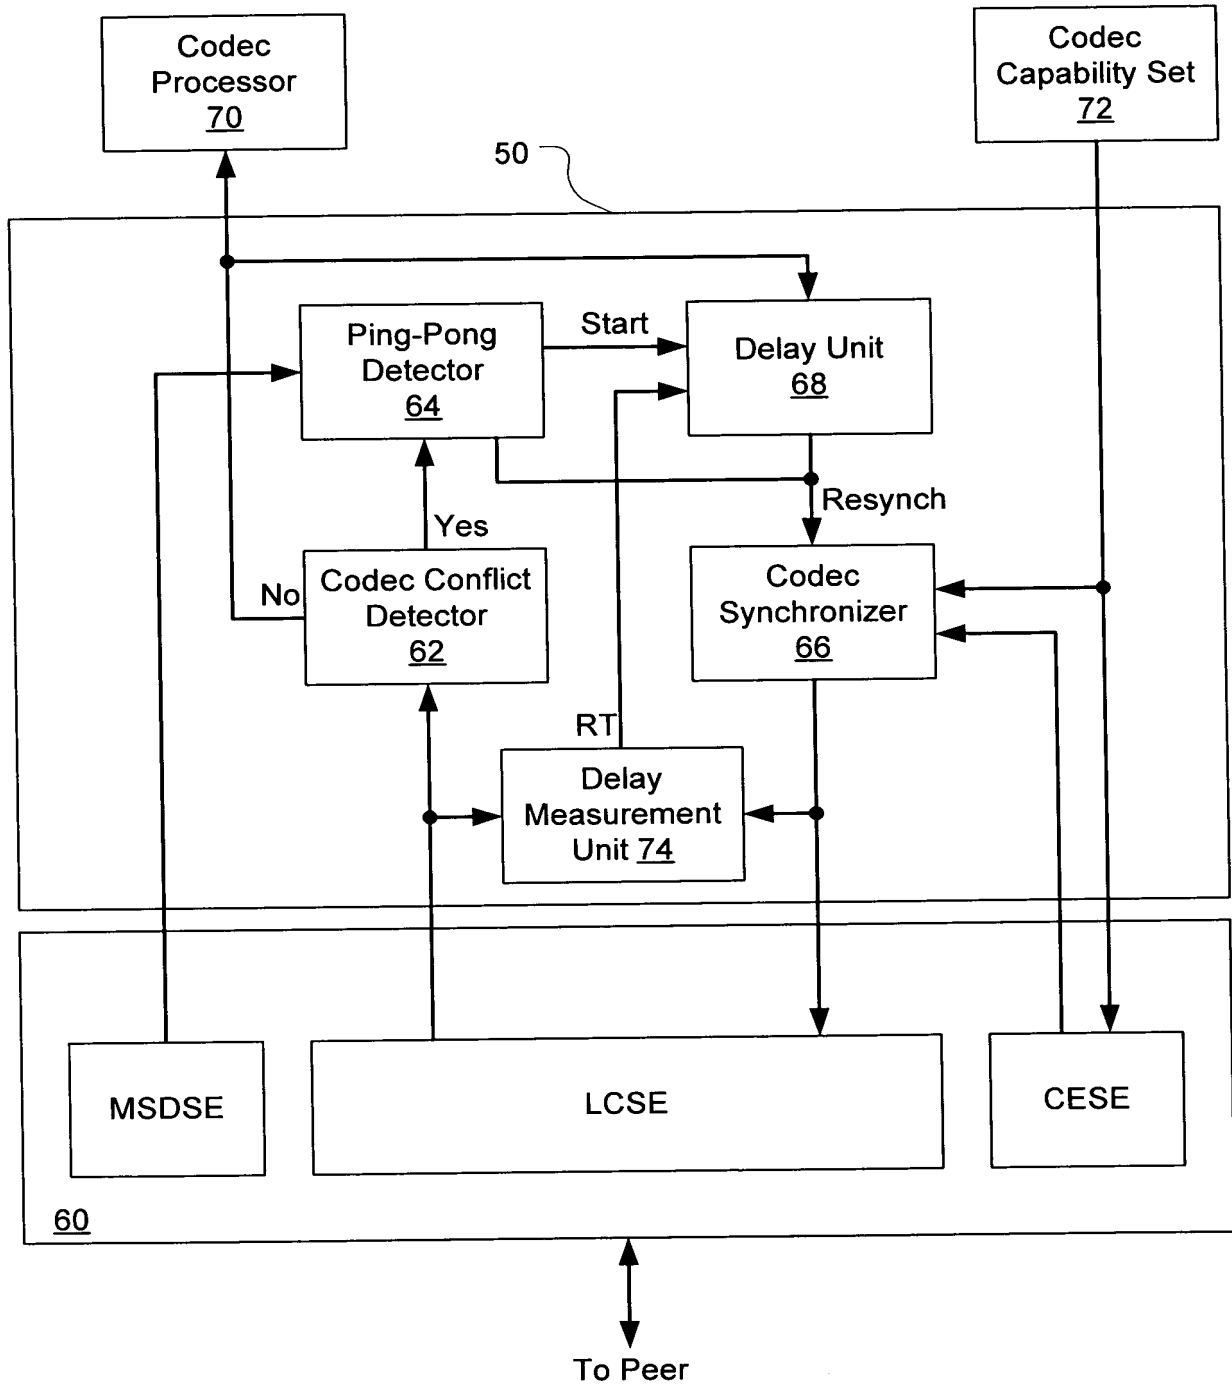 Codec
Processor
70
Codec
Capability Set
72
50
Ping-Pong
Detector
64
Start
Delay Unit
68
Resynch
Yes
No
Codec Conflict
Detector
62
Codec
Synchronizer
66
RT
Delay
Measurement
Unit 74
MSDSE
LCSE
CESE
60
To Peer